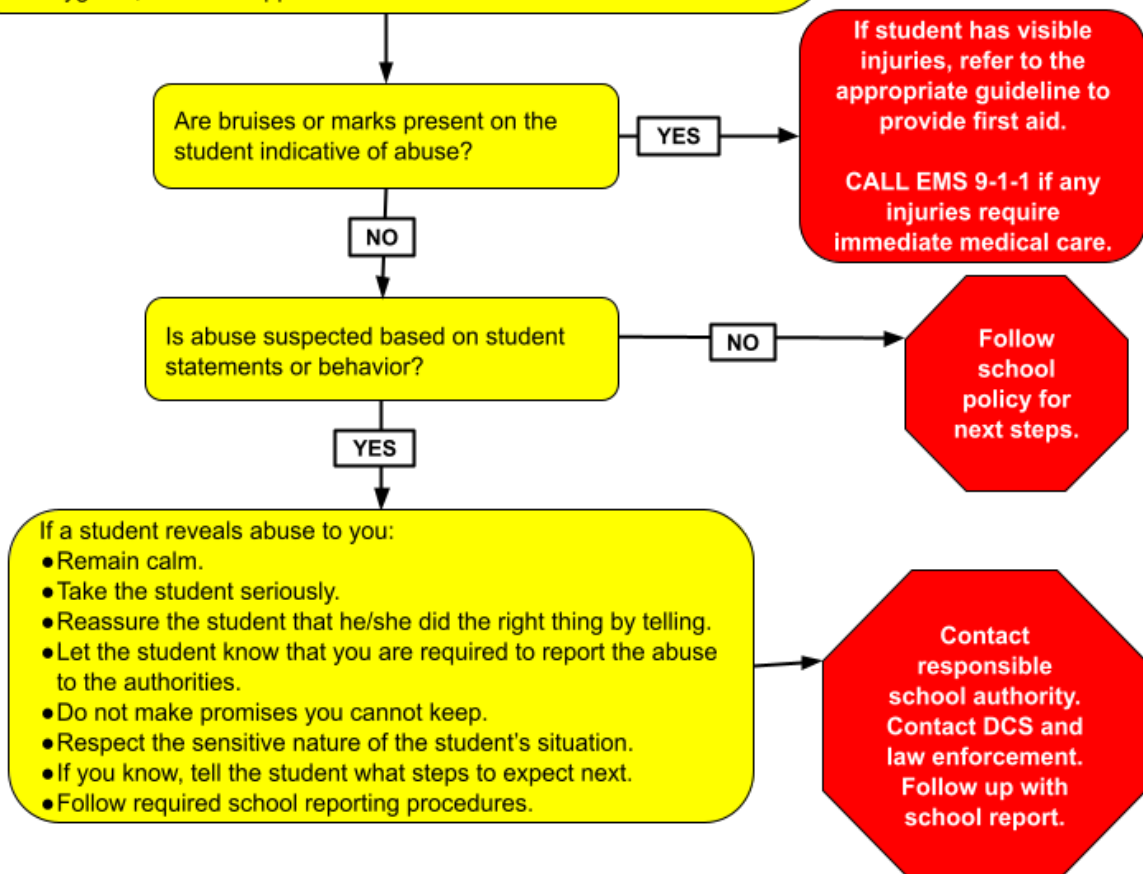 Are bruises or marks present on the
student indicative of abuse?
YES
If student has visible
injuries, refer to the
appropriate guideline to
provide first aid.
CALL EMS 9-1-1 if any
injuries require
immediate medical care.
NO
Is abuse suspected based on student
statements or behavior?
NO
Follow
school
policy for
next steps.
YES
If a student reveals abuse to you:
●Remain calm.
●Take the student seriously.
●Reassure the student that he/she did the right thing by telling.
●Let the student know that you are required to report the abuse
to the authorities.
●Do not make promises you cannot keep.
●Respect the sensitive nature of the student's situation.
●If you know, tell the student what steps to expect next.
●Follow required school reporting procedures.
Contact
responsible
school authority.
Contact DCS and
law enforcement.
Follow up with
school report.